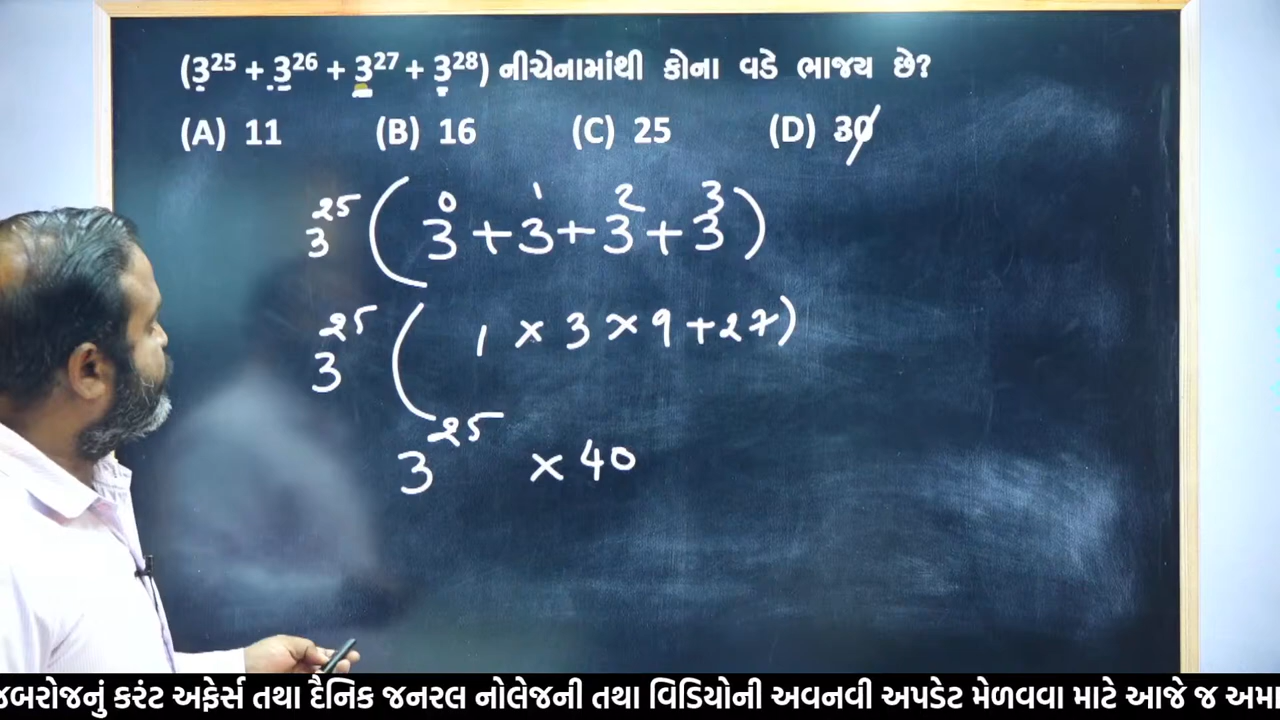 (3²⁵ + 3²⁶ + 3²⁷ + 3²⁸) નીચેનામાંથી કોના વડે ભાજ્ય છે?
(A) 11 (B) 16 (C) 25 (D) 30
3²⁵ (3⁰ + 3¹ + 3² + 3³)
3²⁵ ( 1 × 3 × 9 + 27)
3²⁵ × 40
જબરોજનું કરંટ અફેર્સ તથા દૈનિક જનરલ નોલેજની તથા વિડિયોની અવનવી અપડેટ મેળવવા માટે આજે જ અમા